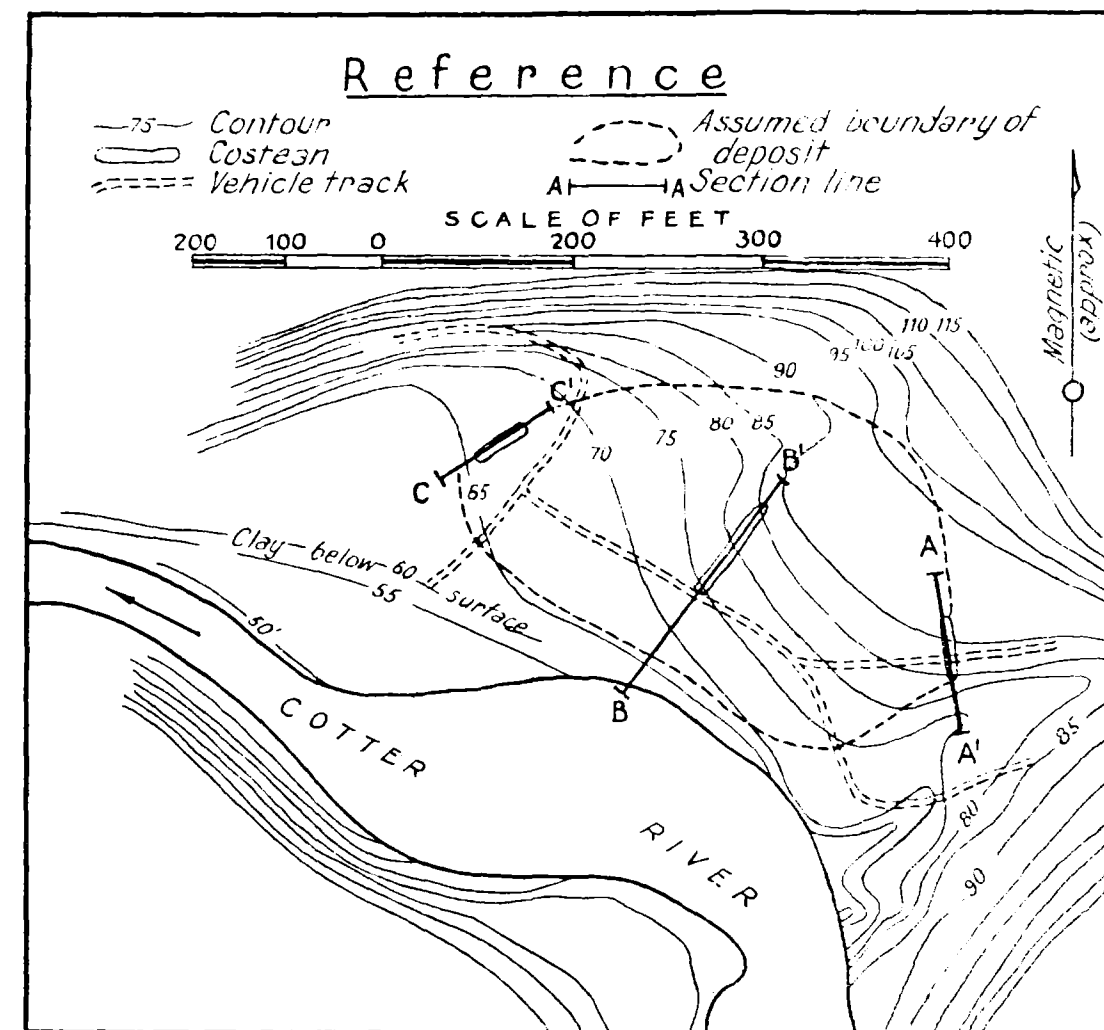 Reference
—75— Contour
Costean
Vehicle track
Assumed boundary of
deposit
A A Section line
SCALE OF FEET
200 100 0 200 300 400
Magnetic
(approx)
110 115
100
95 105
90
C'
80 85
75
70
B'
C
65
A
Clay—below—60
surface
55
50'
B
A'
85
80
90
COTTER
RIVER